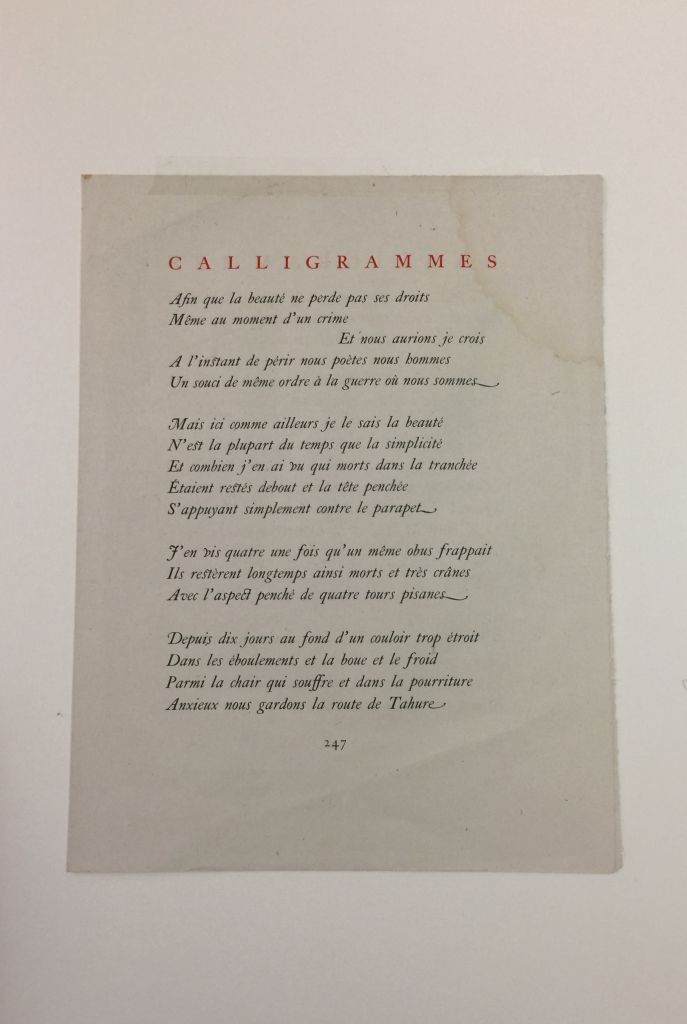 CALLIGRAMMES
Afin que la beauté ne perde pas ses droits
Même au moment d'un crime
Et nous aurions je crois
A l'instant de périr nous poètes nous hommes
Un souci de même ordre à la guerre où nous sommes
Mais ici comme ailleurs je le sais la beauté
N'est la plupart du temps que la simplicité
Et combien j'en ai vu qui morts dans la tranchée
Étaient restés debout et la tête penchée
S'appuyant simplement contre le parapet
J'en vis quatre une fois qu'un même obus frappait
Ils restèrent longtemps ainsi morts et très crânes
Avec l'aspect penché de quatre tours pisanes
Depuis dix jours au fond d'un couloir trop étroit
Dans les éboulements et la boue et le froid
Parmi la chair qui souffre et dans la pourriture
Anxieux nous gardons la route de Tahure
247